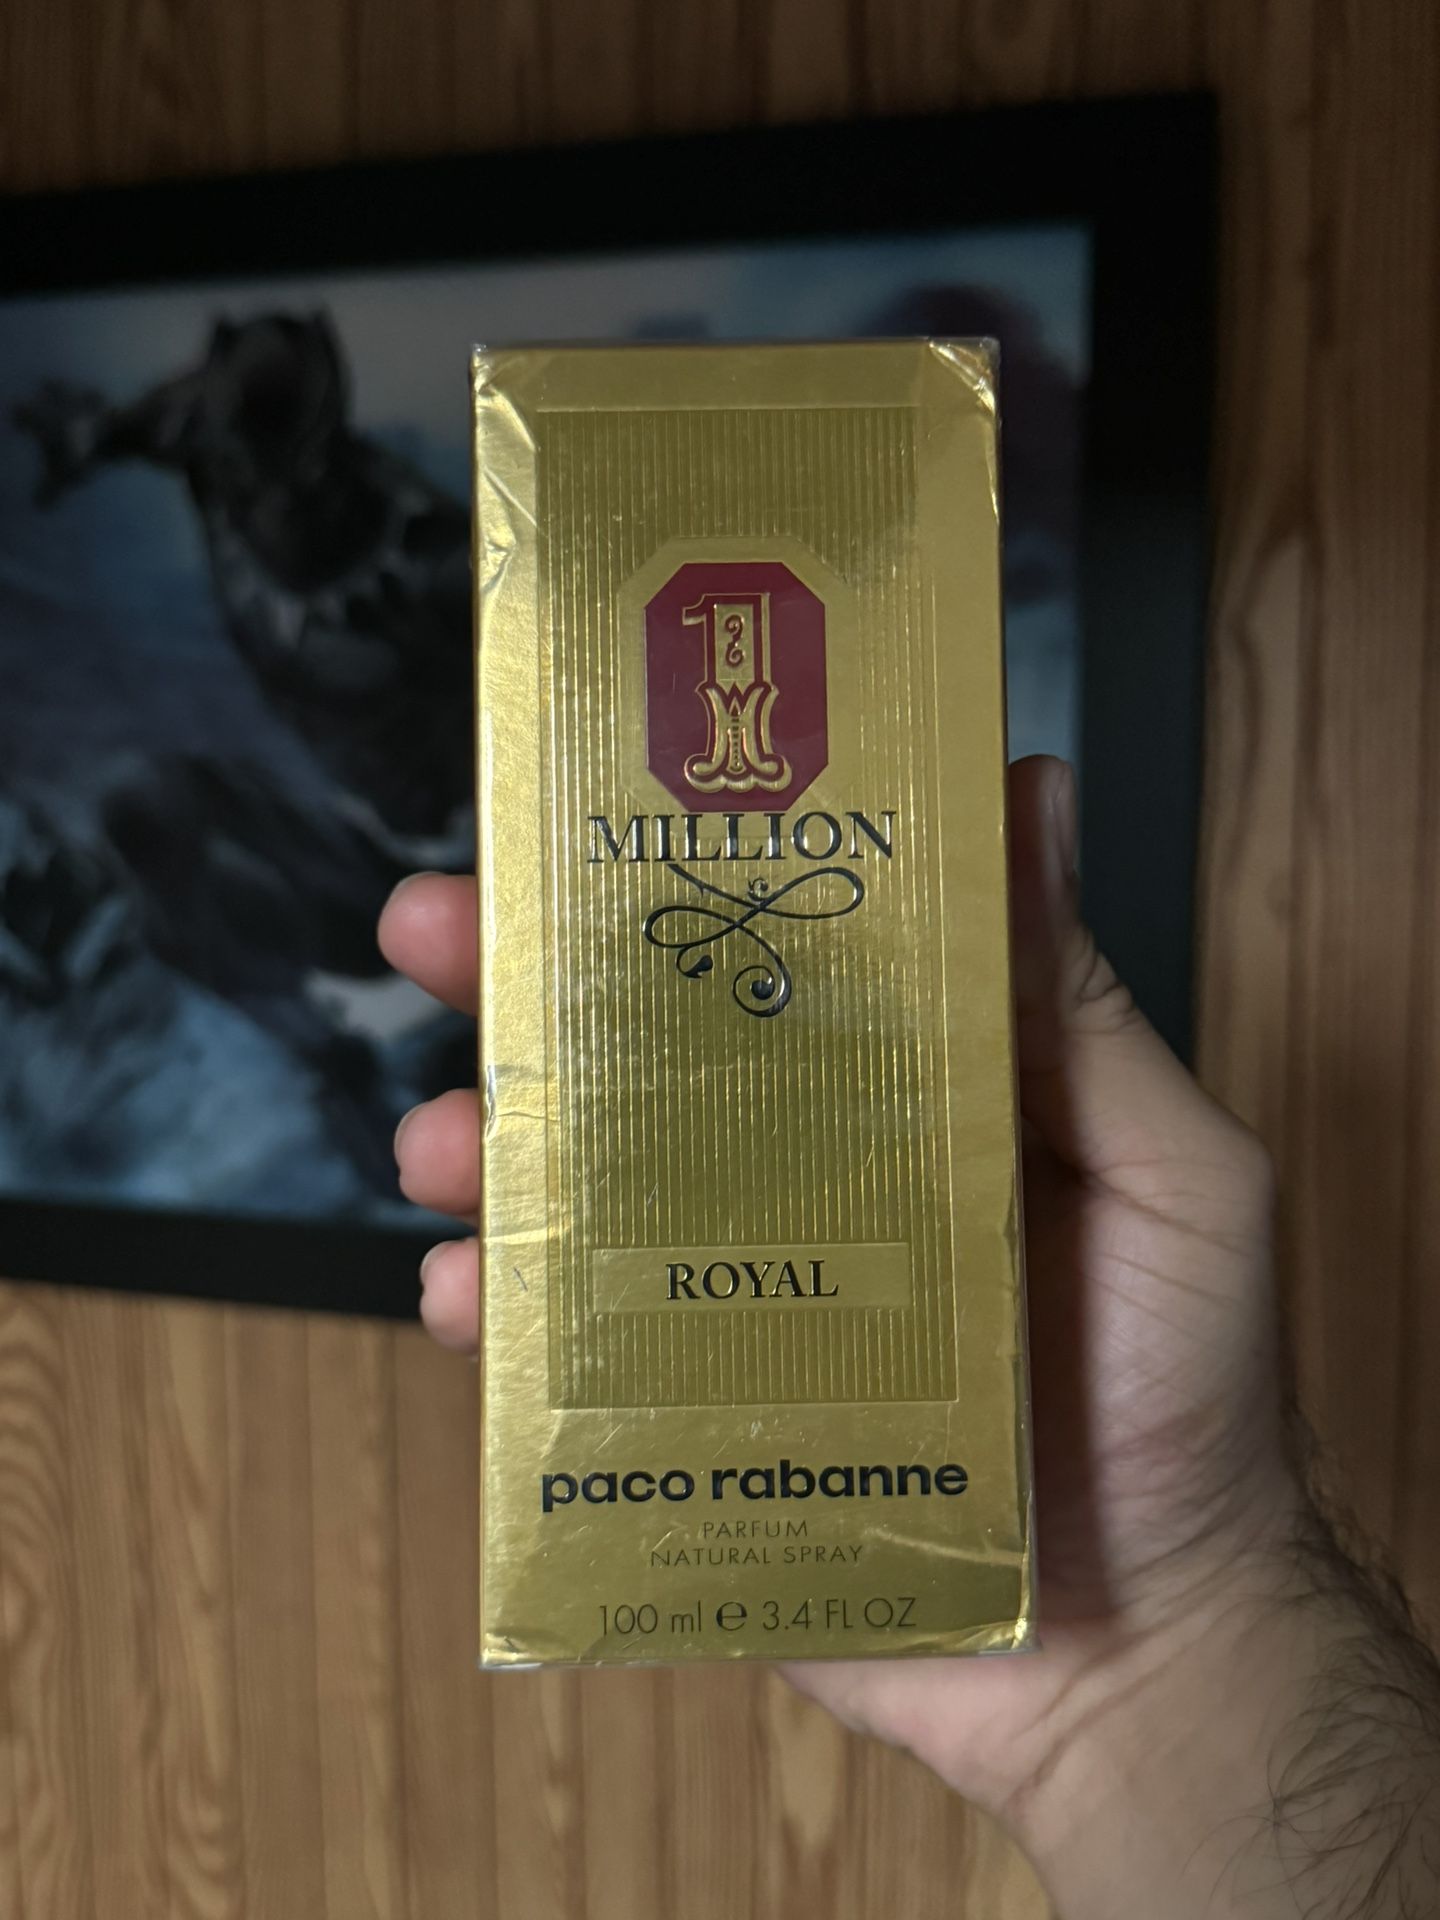 1
MILLION
ROYAL
paco rabanne
PARFUM
NATURAL SPRAY
100 ml ℮ 3.4 FL OZ